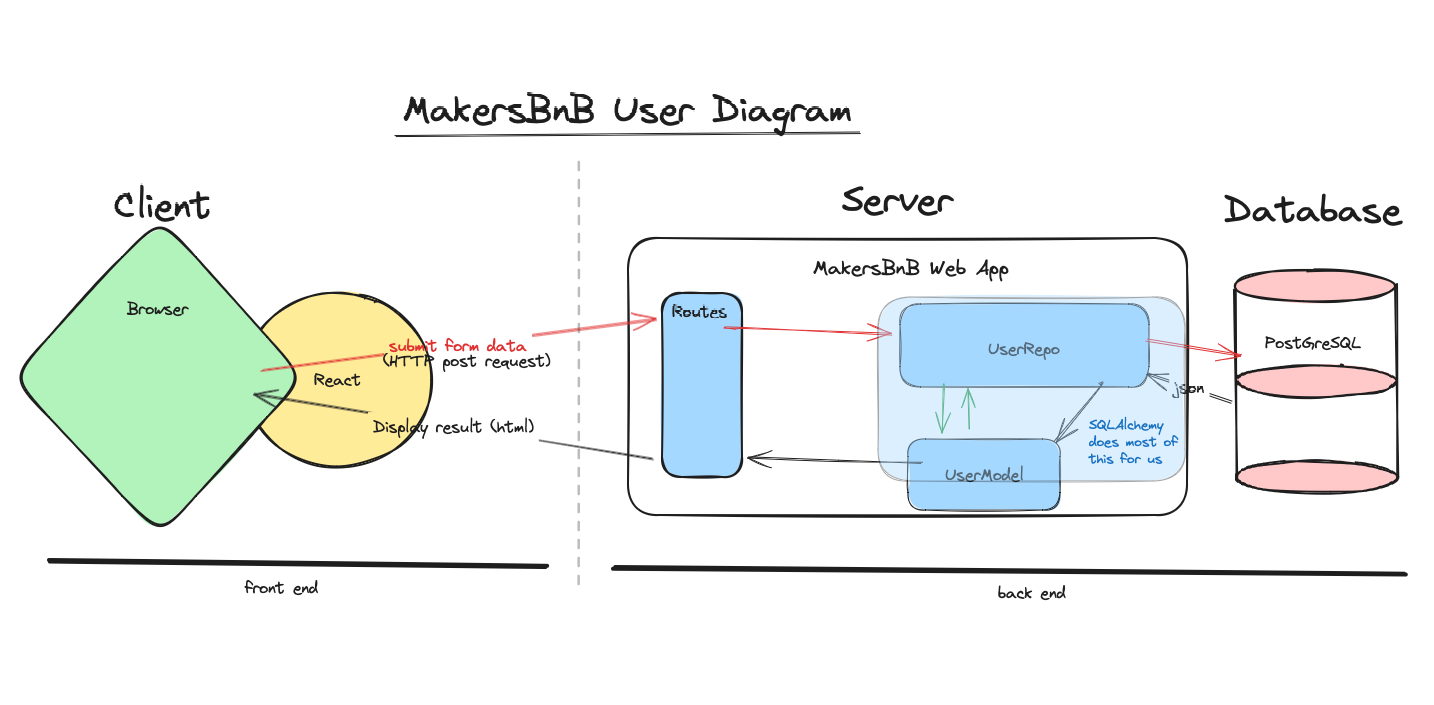 MakersBnB User Diagram
Client
Server
Database
MakersBnB Web App
Browser
Routes
submit form data
(HTTP post request)
React
UserRepo
PostGreSQL
json
Display result (html)
SQLAlchemy
does most of
this for us
UserModel
front end
back end